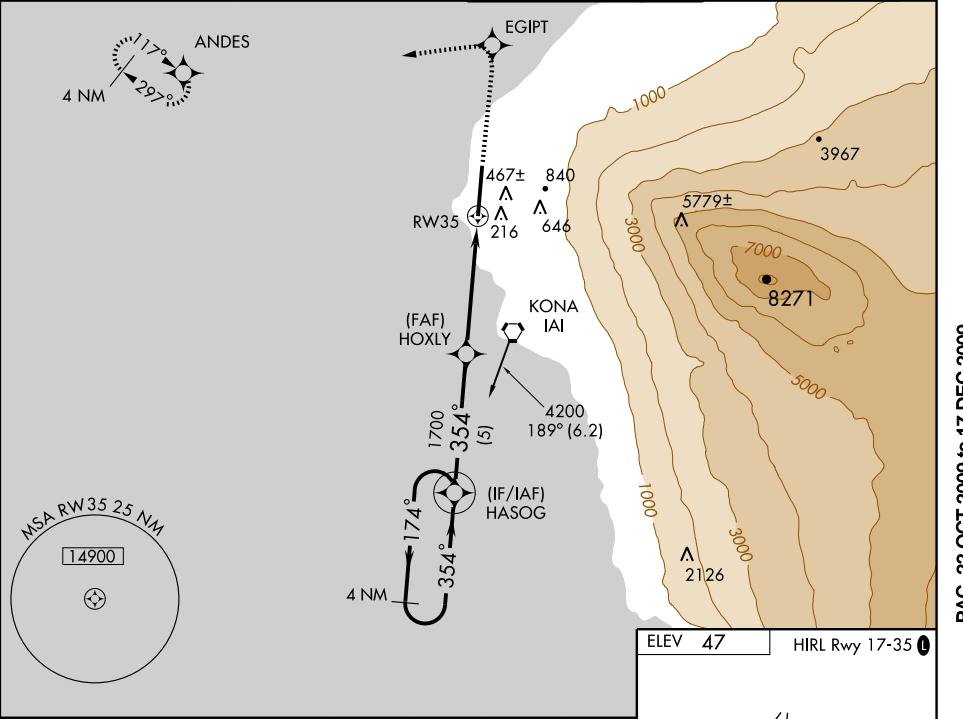 EGIPT
ANDES
117°
297°
4 NM
1000
3967
467±
840
5779±
RW35
216
646
3000
7000
8271
KONA
IAI
(FAF)
HOXLY
5000
4200
189° (6.2)
1700
354°
(5)
(IF/IAF)
HASOG
174°
354°
1000
3000
MSA RW35 25 NM
14900
2126
4 NM
ELEV 47
HIRL Rwy 17-35 L